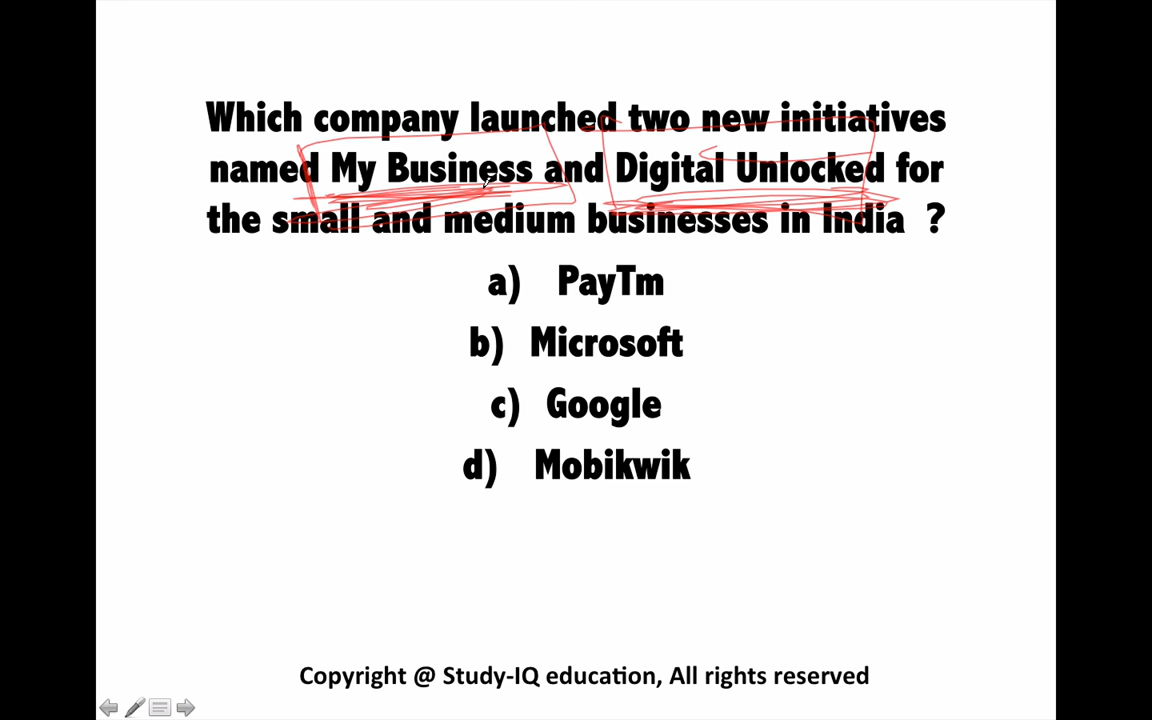 Which company launched two new initiatives
named My Business and Digital Unlocked for
the small and medium businesses in India ?
a) PayTm
b) Microsoft
c) Google
d) Mobikwik
Copyright @ Study-IQ education, All rights reserved